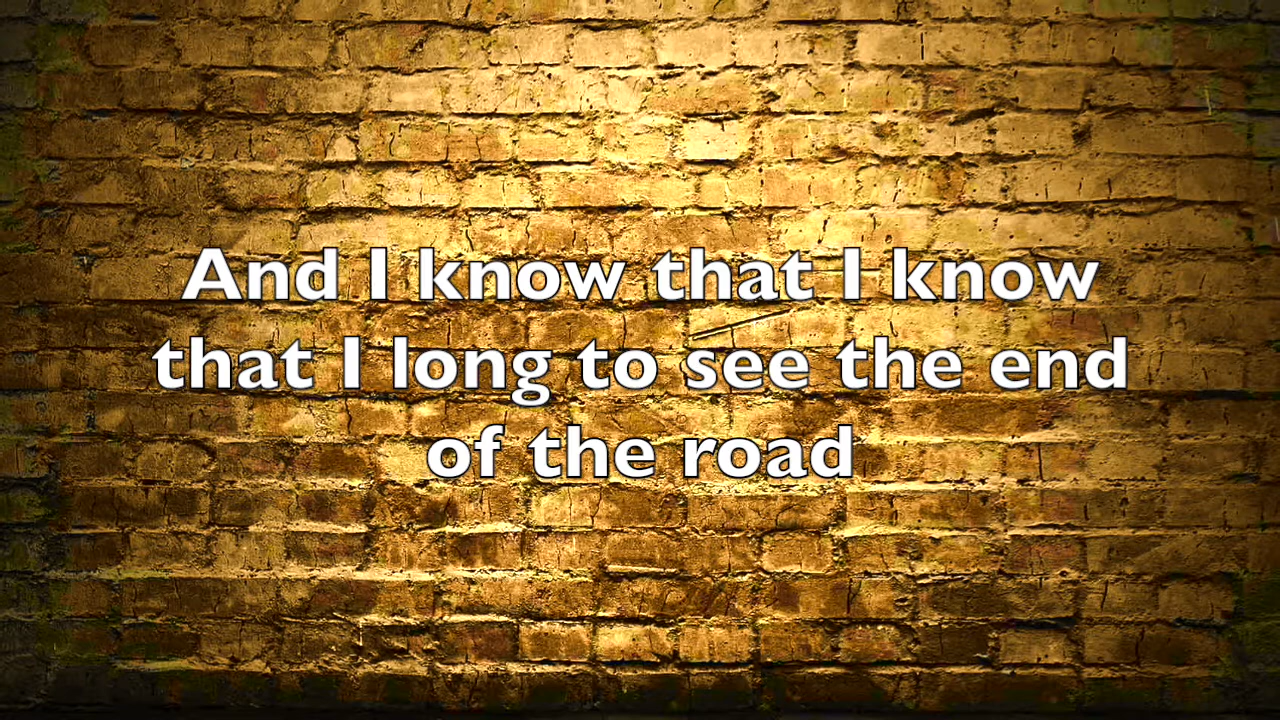 And I know that I know
that I long to see the end
of the road